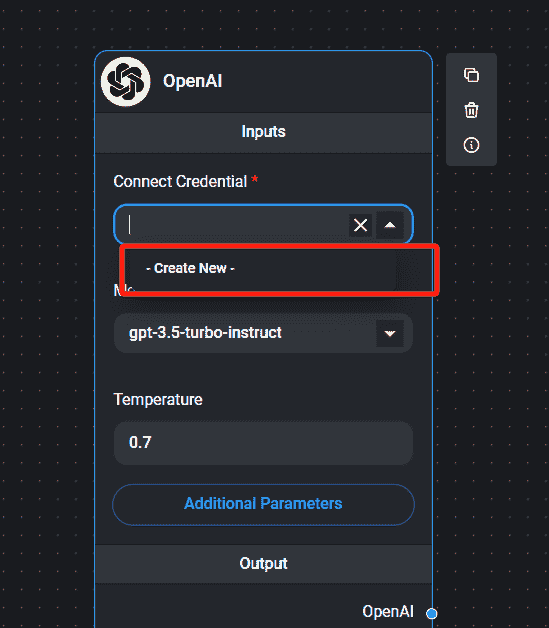 OpenAI
Inputs
Connect Credential *
- Create New -
gpt-3.5-turbo-instruct
Temperature
0.7
Additional Parameters
Output
OpenAI